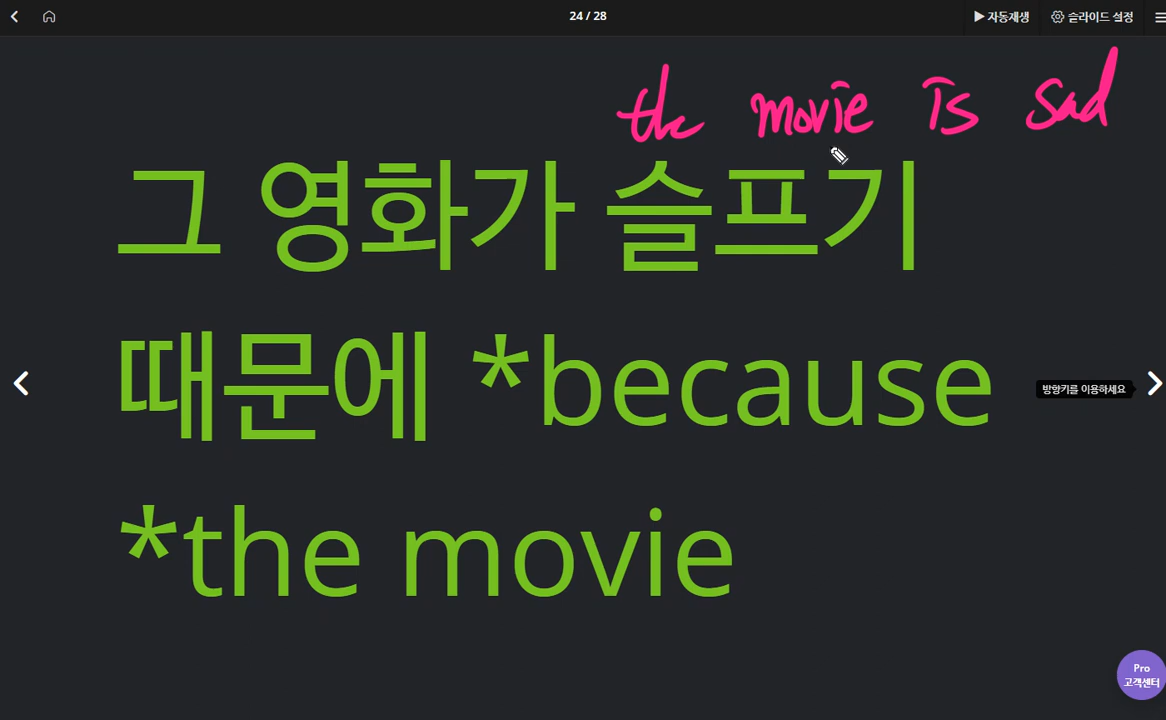 24 / 28
자동재생
슬라이드 설정
the movie is sad
그 영화가 슬프기
때문에 *because
방향키를 이용하세요
*the movie
Pro
고객센터